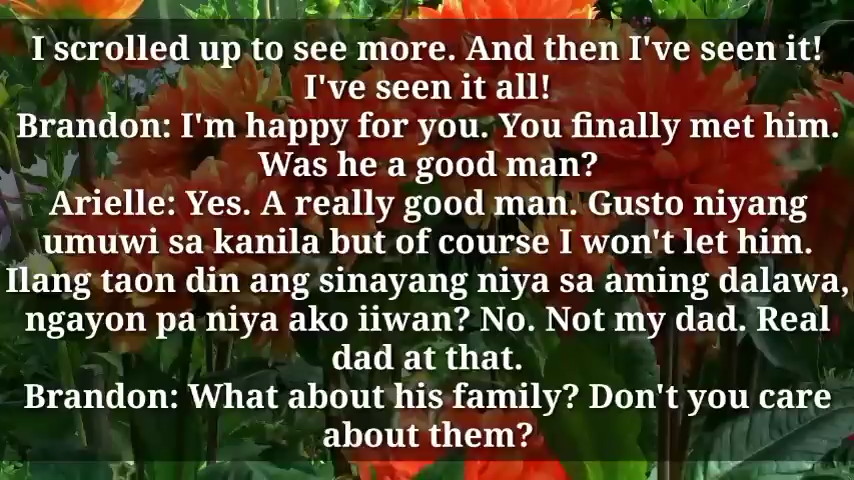 I scrolled up to see more. And then I've seen it!
I've seen it all!
Brandon: I'm happy for you. You finally met him.
Was he a good man?
Arielle: Yes. A really good man. Gusto niyang
umuwi sa kanila but of course I won't let him.
Ilang taon din ang sinayang niya sa aming dalawa,
ngayon pa niya ako iiwan? No. Not my dad. Real
dad at that.
Brandon: What about his family? Don't you care
about them?